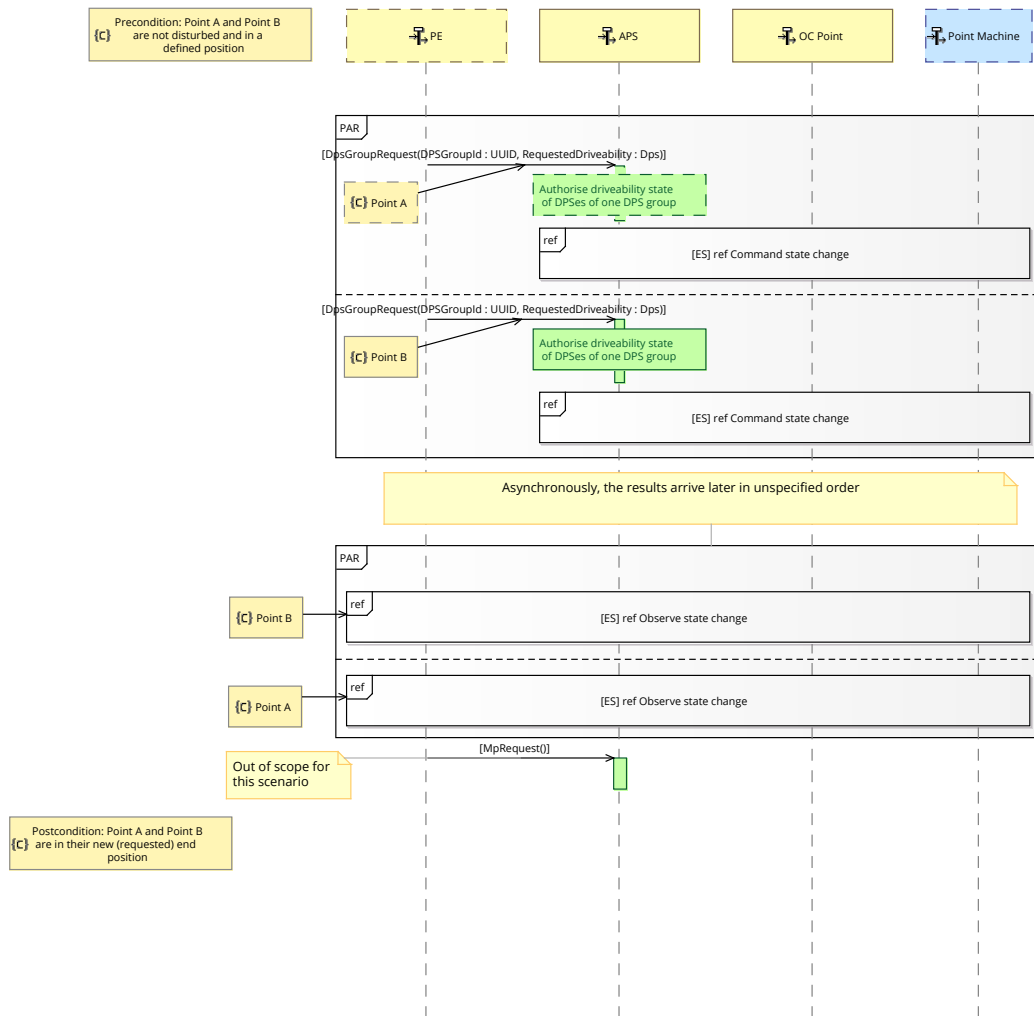 Precondition: Point A and Point B
are not disturbed and in a
defined position
{C}
PE
APS
OC Point
Point Machine
PAR
[DpsGroupRequest(DPSGroupId : UUID, RequestedDriveability : Dps)]
{C} Point A
Authorise driveability state
of DPSes of one DPS group
ref
[ES] ref Command state change
[DpsGroupRequest(DPSGroupId : UUID, RequestedDriveability : Dps)]
{C} Point B
Authorise driveability state
of DPSes of one DPS group
ref
[ES] ref Command state change
Asynchronously, the results arrive later in unspecified order
PAR
{C} Point B
ref
[ES] ref Observe state change
{C} Point A
ref
[ES] ref Observe state change
[MpRequest()]
Out of scope for
this scenario
Postcondition: Point A and Point B
{C} are in their new (requested) end
position